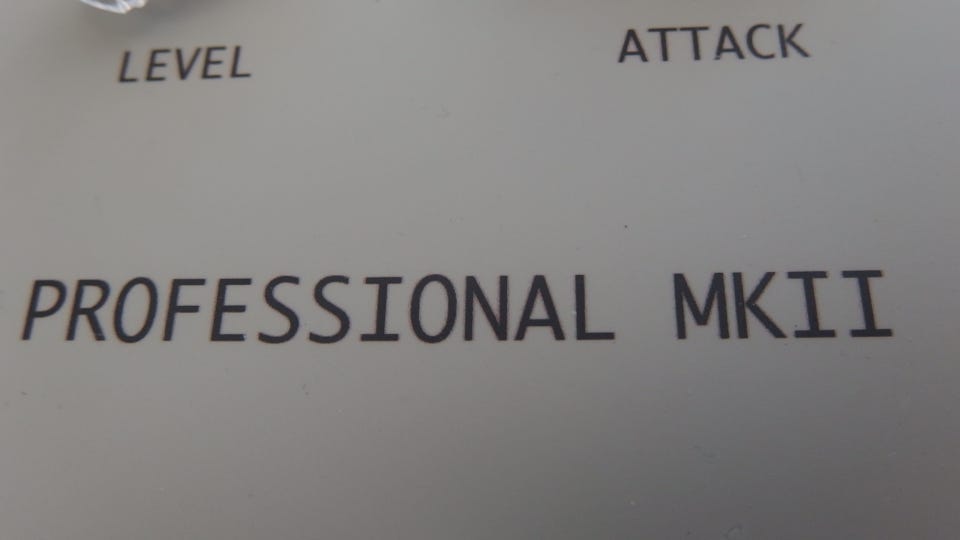 LEVEL ATTACK
PROFESSIONAL MKII